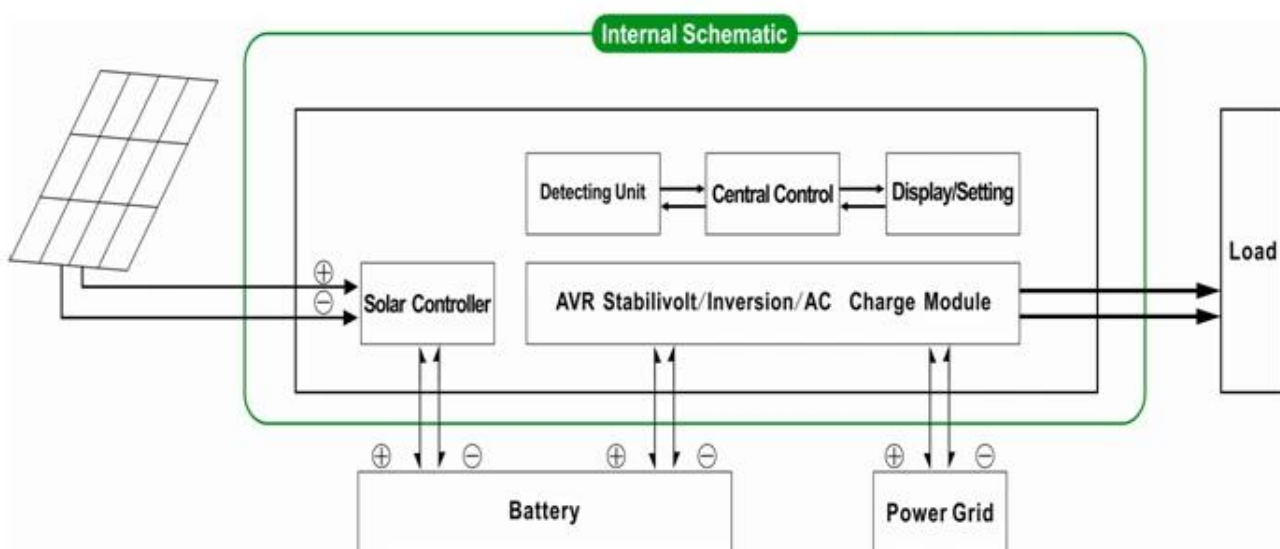 Internal Schematic
Detecting Unit
Central Control
Display/Setting
Load
⊕
⊖
Solar Controller
AVR Stabilivolt/Inversion/AC Charge Module
⊕ ⊖
⊕ ⊖
⊕ ⊖
Battery
Power Grid